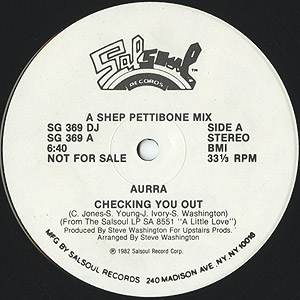 Salsoul
TM
RECORDS
A SHEP PETTIBONE MIX
SG 369 DJ SIDE A
SG 369 A STEREO
6:40 BMI
NOT FOR SALE 33⅓ RPM
AURRA
CHECKING YOU OUT
(C. Jones-S. Young-J. Ivory-S. Washington)
(From The Salsoul LP SA 8551 "A Little Love")
Produced by Steve Washington For Upstairs Prods.
Arranged by Steve Washington
℗ 1982 Salsoul Record Corp.
MFG BY SALSOUL RECORDS 240 MADISON AVE NY·NY 10016